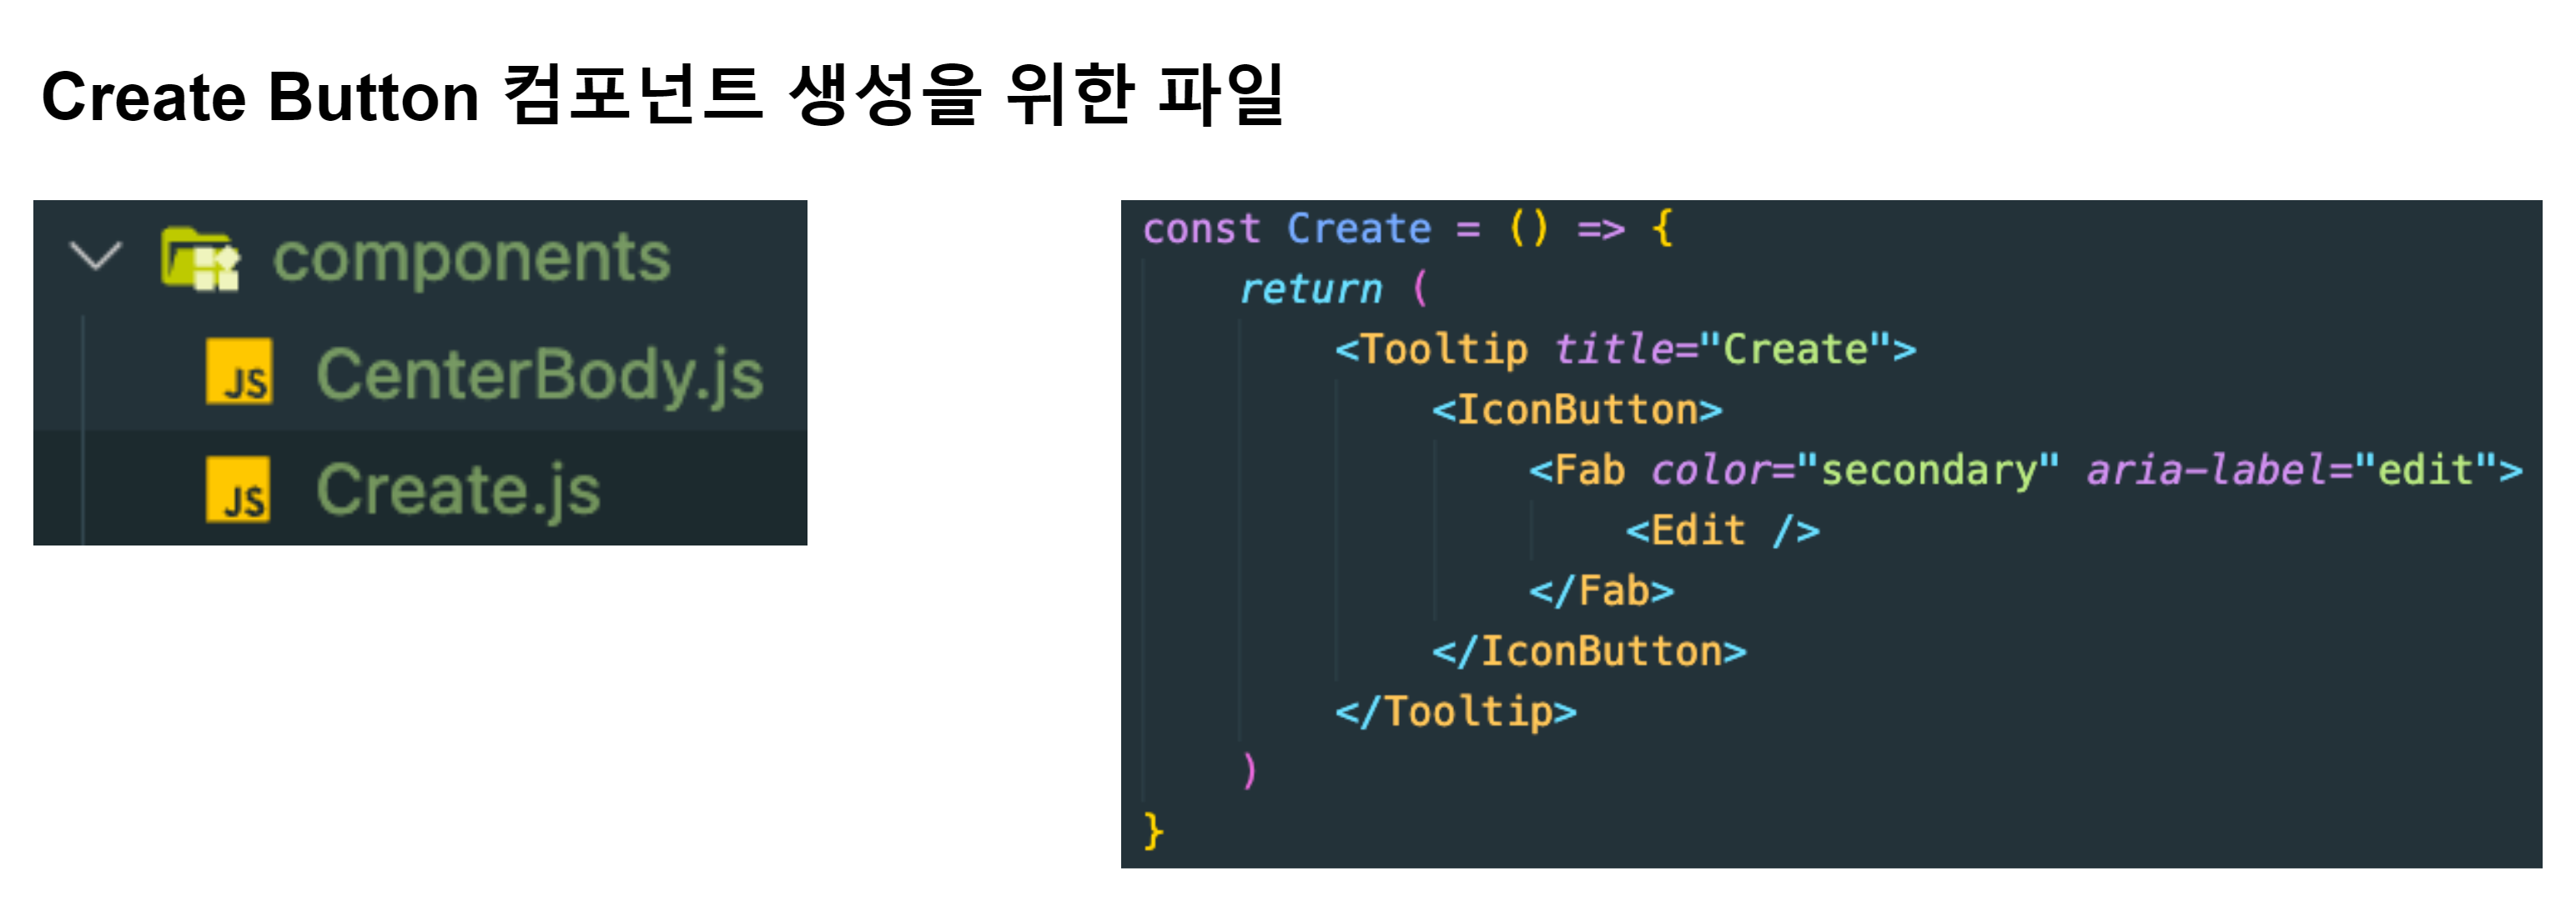 Create Button 컴포넌트 생성을 위한 파일
components
JS CenterBody.js
JS Create.js
const Create = () => {
return (
<Tooltip title="Create">
<IconButton>
<Fab color="secondary" aria-label="edit">
<Edit />
</Fab>
</IconButton>
</Tooltip>
)
}